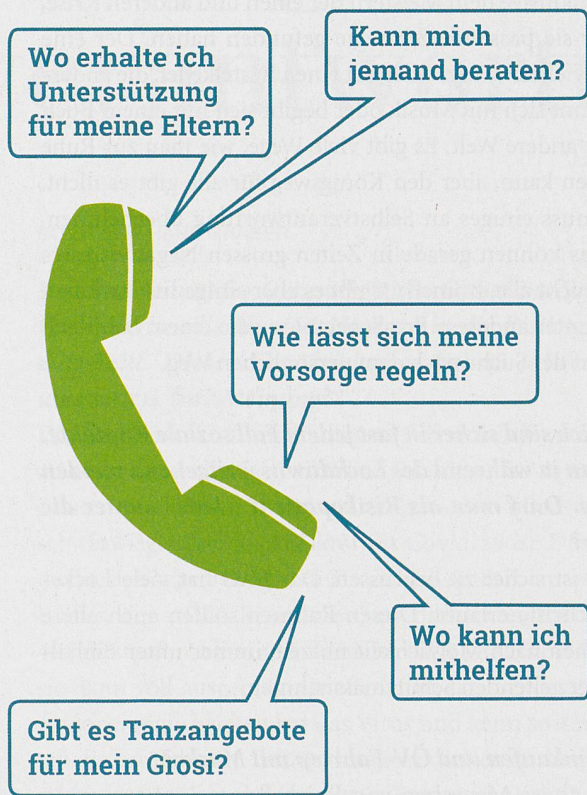 Kann mich
jemand beraten?
Wo erhalte ich
Unterstützung
für meine Eltern?
Wie lässt sich meine
Vorsorge regeln?
Wo kann ich
mithelfen?
Gibt es Tanzangebote
für mein Grosi?